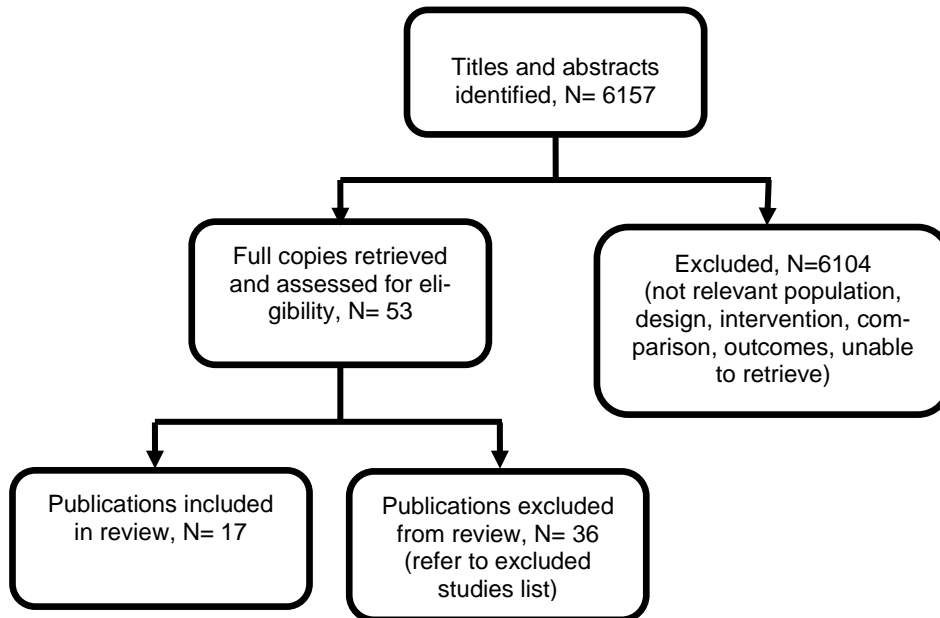 Titles and abstracts
identified, N= 6157
Full copies retrieved
and assessed for eli-
gibility, N= 53
Excluded, N=6104
(not relevant population,
design, intervention, com-
parison, outcomes, unable
to retrieve)
Publications included
in review, N= 17
Publications excluded
from review, N= 36
(refer to excluded
studies list)